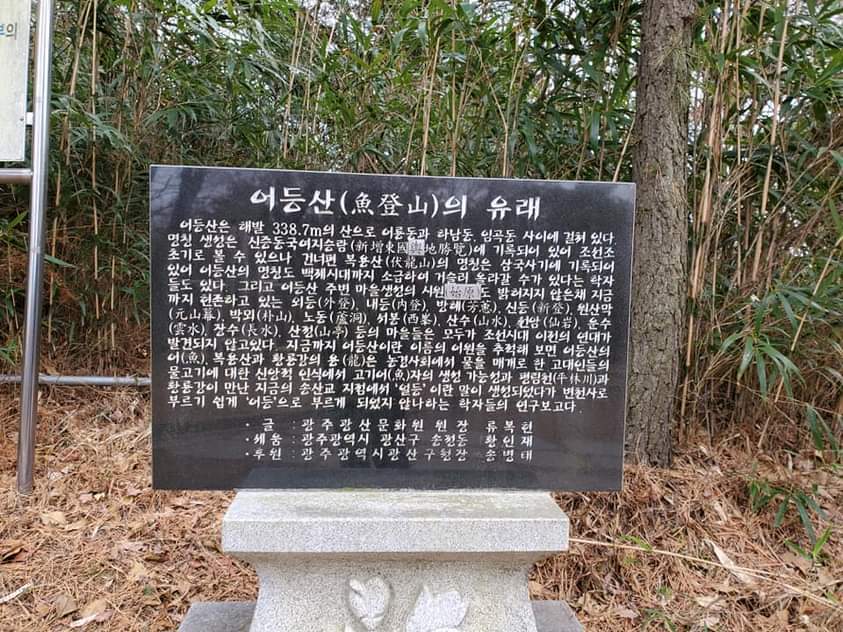 어등산(魚登山)의 유래
어등산은 해발 338.7m의 산으로 어룡동과 하남동, 임곡동 사이에 걸쳐 있다.
명칭 생성은 신증동국여지승람(新增東國輿地勝覽)에 기록되어 있어 조선조
초기로 볼 수 있으나 건너편 복용산(伏龍山)의 명칭은 삼국사기에 기록되어
있어 어등산의 명칭도 백제시대까지 소급하여 거슬러 올라갈 수가 있다는 학자
들도 있다. 그리고 어등산 주변 마을생성의 시원 도 밝혀지지 않은채 지금
까지 현존하고 있는 외등(外登), 내등(內登), 방혜(芳蕙), 신등(新登), 원산막
(元山幕), 박외(朴山), 노동(蘆洞), 서봉(西峯), 산수(山水), 선암(仙岩), 운수
(雲水), 장수(長水), 산정(山亭) 등의 마을들은 모두가 조선시대 이전의 연대가
발견되지 않고있다. 지금까지 어등산이란 이름의 어원을 추적해 보면 어등산의
어(魚), 복용산과 황룡강의 용(龍)은 농경사회에서 물을 매개로 한 고대인들의
물고기에 대한 신앙적 인식에서 고기어(魚)자의 생성 가능성과 평림천(平林川)과
황룡강이 만난 지금의 송산교 지점에서 '얼등'이란 말이 생성되었다가 변천사로
부르기 쉽게 '어등'으로 부르게 되었지 않나하는 학자들의 연구보고다.
· 글 : 광주광산문화원 원장 류복현
· 세움 : 광주광역시 광산구 송정동 황인재
· 후원 : 광주광역시광산구청장 송병태